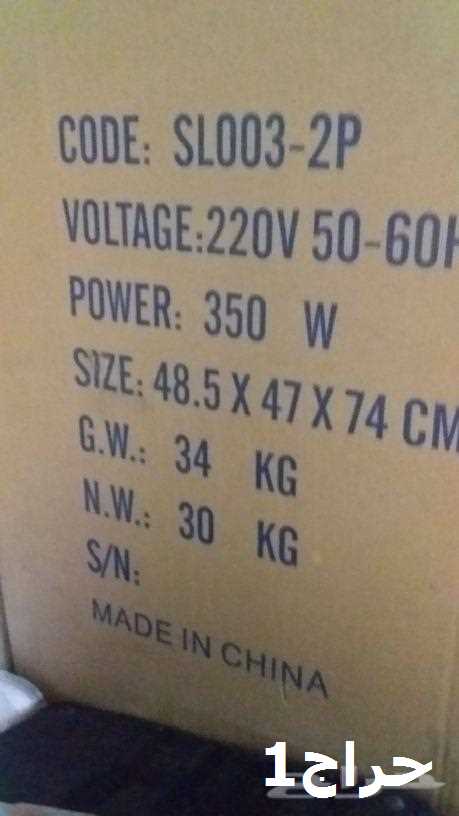 CODE: SL003-2P
VOLTAGE:220V 50-60H
POWER: 350 W
SIZE: 48.5 X 47 X 74 CM
G.W.: 34 KG
N.W.: 30 KG
S/N:
MADE IN CHINA
حراج1